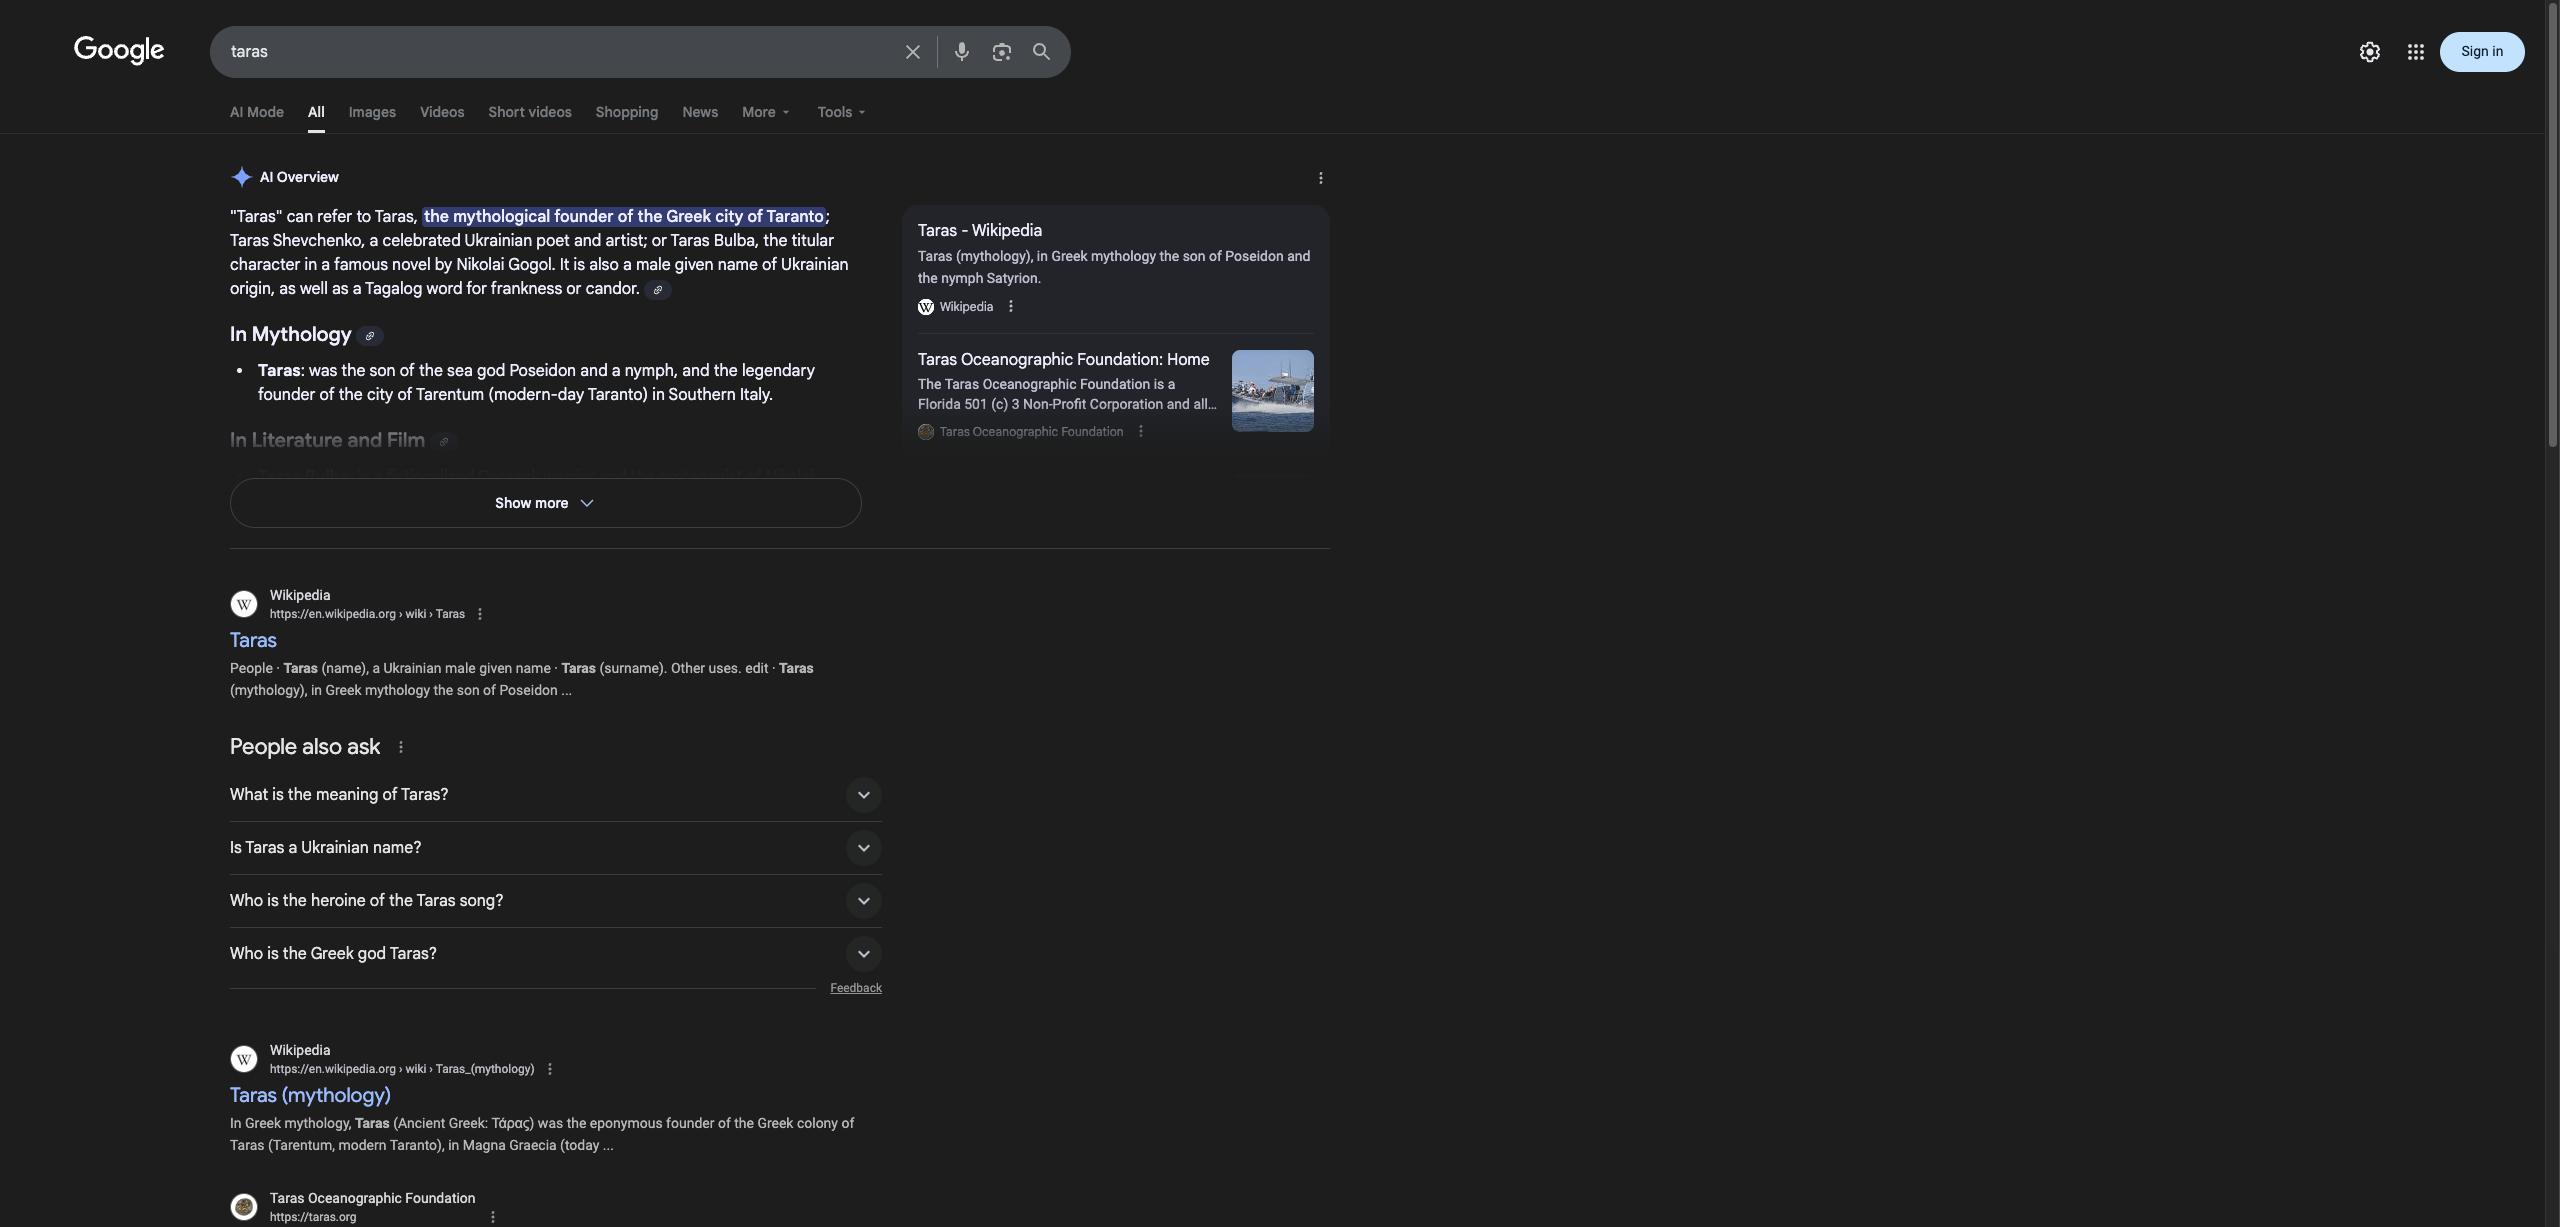 Google
taras
Sign in
AI Mode
All
Images
Videos
Short videos
Shopping
News
More
Tools
AI Overview
"Taras" can refer to Taras, the mythological founder of the Greek city of Taranto;
Taras Shevchenko, a celebrated Ukrainian poet and artist; or Taras Bulba, the titular
character in a famous novel by Nikolai Gogol. It is also a male given name of Ukrainian
origin, as well as a Tagalog word for frankness or candor.
In Mythology
• Taras: was the son of the sea god Poseidon and a nymph, and the legendary
founder of the city of Tarentum (modern-day Taranto) in Southern Italy.
In Literature and Film
Show more
Taras - Wikipedia
Taras (mythology), in Greek mythology the son of Poseidon and
the nymph Satyrion.
W Wikipedia
Taras Oceanographic Foundation: Home
The Taras Oceanographic Foundation is a
Florida 501 (c) 3 Non-Profit Corporation and all...
Taras Oceanographic Foundation
W
Wikipedia
https://en.wikipedia.org › wiki › Taras
Taras
People · Taras (name), a Ukrainian male given name · Taras (surname). Other uses. edit · Taras
(mythology), in Greek mythology the son of Poseidon ...
People also ask
What is the meaning of Taras?
Is Taras a Ukrainian name?
Who is the heroine of the Taras song?
Who is the Greek god Taras?
Feedback
W
Wikipedia
https://en.wikipedia.org › wiki › Taras_(mythology)
Taras (mythology)
In Greek mythology, Taras (Ancient Greek: Τάρας) was the eponymous founder of the Greek colony of
Taras (Tarentum, modern Taranto), in Magna Graecia (today ...
Taras Oceanographic Foundation
https://taras.org